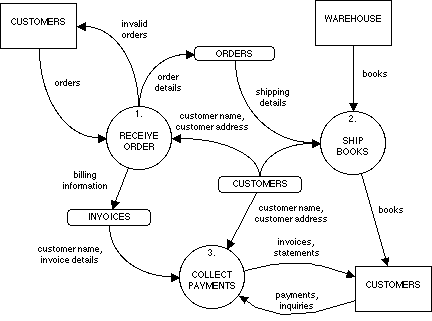 CUSTOMERS
invalid
orders
WAREHOUSE
ORDERS
orders
order
details
books
shipping
details
1.
RECEIVE
ORDER
customer name,
customer address
2.
SHIP
BOOKS
billing
information
CUSTOMERS
INVOICES
customer name,
customer address
books
customer name,
invoice details
3.
COLLECT
PAYMENTS
invoices,
statements
CUSTOMERS
payments,
inquiries